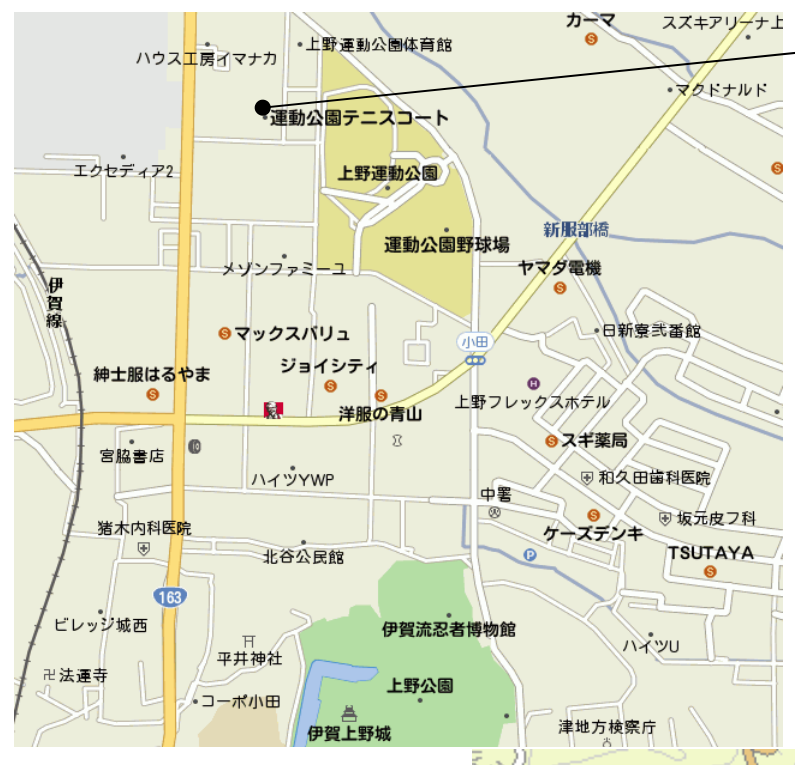 カーマ
スズキアリーナ上
上野運動公園体育館
ハウス工房イマナカ
マクドナルド
運動公園テニスコート
エクセディア2
上野運動公園
新服部橋
運動公園野球場
メゾンファミーユ
ヤマダ電機
伊賀線
マックスバリュ
小田
日新寮弐番館
ジョイシティ
紳士服はるやま
上野フレックスホテル
洋服の青山
スギ薬局
宮脇書店
ハイツYWP
和久田歯科医院
中署
坂元皮フ科
猪木内科医院
ケーズデンキ
北谷公民館
TSUTAYA
163
ビレッジ城西
伊賀流忍者博物館
平井神社
ハイツU
法運寺
上野公園
コーポ小田
伊賀上野城
津地方検察庁